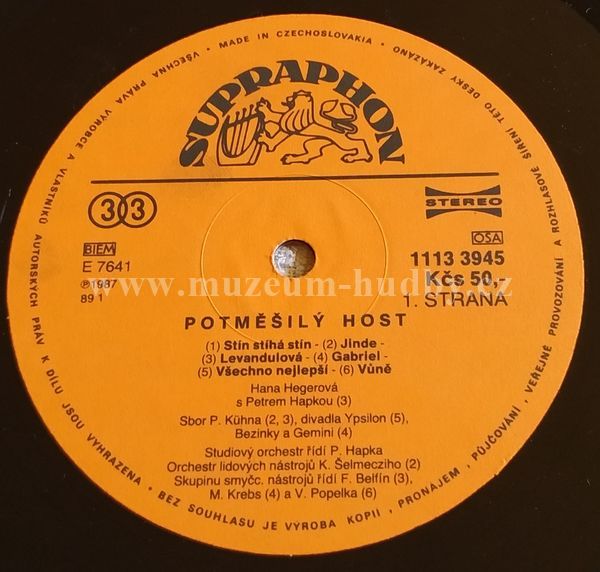 VŠECHNA PRÁVA VÝROBCE A VLASTNÍKŮ AUTORSKÝCH PRÁV K DÍLU JSOU VYHRAZENA • BEZ SOUHLASU JE VÝROBA KOPIÍ, PRONÁJEM, PŮJČOVÁNÍ, VEŘEJNÉ PROVOZOVÁNÍ A ROZHLASOVÉ ŠÍŘENÍ TÉTO DESKY ZAKÁZÁNO • MADE IN CZECHOSLOVAKIA •
SUPRAPHON
33
STEREO
BIEM
OSA
E 7641
1113 3945
℗ 1987
Kčs 50,-
89 1
1. STRANA
www.muzeum-hudby.cz
POTMĚŠILÝ HOST
(1) Stín stíhá stín - (2) Jinde -
(3) Levandulová - (4) Gabriel -
(5) Všechno nejlepší - (6) Vůně
Hana Hegerová
s Petrem Hapkou (3)
Sbor P. Kühna (2, 3), divadla Ypsilon (5),
Bezinky a Gemini (4)
Studiový orchestr řídí P. Hapka
Orchestr lidových nástrojů K. Šelmecziho (2)
Skupinu smyčc. nástrojů řídí F. Belfín (3),
M. Krebs (4) a V. Popelka (6)